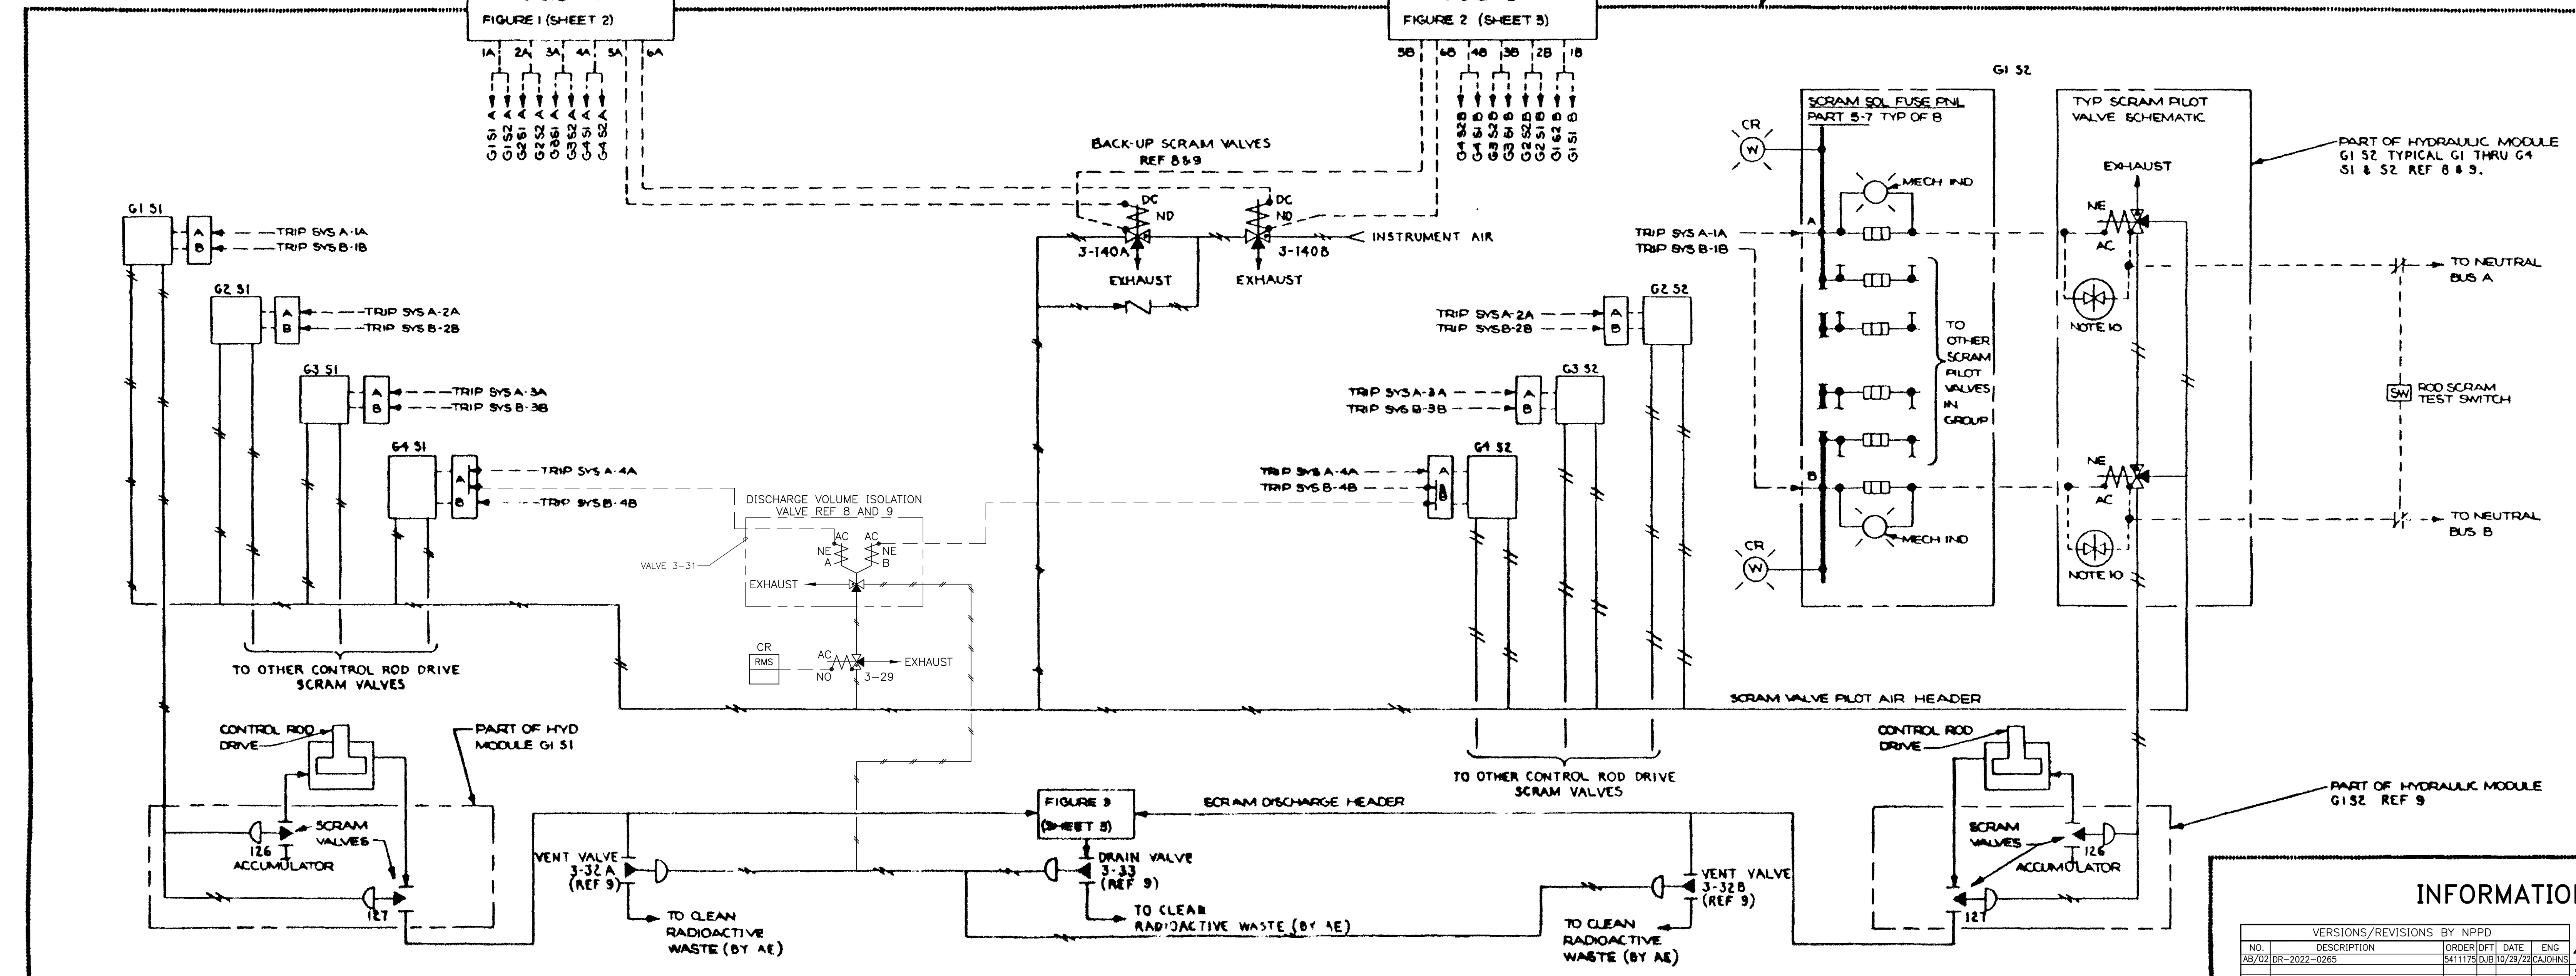 FIGURE 1 (SHEET 2)
1A 2A 3A 4A 5A 6A
G1 S1 A
G1 S2 A
G2 S1 A
G2 S2 A
G3 S1 A
G3 S2 A
G4 S1 A
G4 S2 A
FIGURE 2 (SHEET 3)
5B 6B 4B 3B 2B 1B
G4 S2 B
G4 S1 B
G3 S2 B
G3 S1 B
G2 S2 B
G2 S1 B
G1 S2 B
G1 S1 B
BACK-UP SCRAM VALVES
REF 8&9
DC
ND
DC
ND
3-140A
3-140B
EXHAUST
EXHAUST
INSTRUMENT AIR
G1 S1
A
B
TRIP SYS A-1A
TRIP SYS B-1B
G2 S1
A
B
TRIP SYS A-2A
TRIP SYS B-2B
G3 S1
A
B
TRIP SYS A-3A
TRIP SYS B-3B
G4 S1
A
B
TRIP SYS A-4A
TRIP SYS B-4B
TO OTHER CONTROL ROD DRIVE
SCRAM VALVES
DISCHARGE VOLUME ISOLATION
VALVE REF 8 AND 9
AC AC
NE NE
A B
EXHAUST
VALVE 3-31
CR
RMS
AC
NO
3-29
EXHAUST
TRIP SYS A-2A
TRIP SYS B-2B
A
B
G2 S2
TRIP SYS A-3A
TRIP SYS B-3B
A
B
G3 S2
TRIP SYS A-4A
TRIP SYS B-4B
A
B
G4 S2
TO OTHER CONTROL ROD DRIVE
SCRAM VALVES
SCRAM VALVE PILOT AIR HEADER
G1 S2
SCRAM SOL FUSE PNL
PART 5-7 TYP OF 8
CR
W
MECH IND
A
TRIP SYS A-1A
TRIP SYS B-1B
TO
OTHER
SCRAM
PILOT
VALVES
IN
GROUP
B
MECH IND
CR
W
TYP SCRAM PILOT
VALVE SCHEMATIC
EXHAUST
NE
AC
NOTE 10
NE
AC
NOTE 10
PART OF HYDRAULIC MODULE
G1 S2 TYPICAL G1 THRU G4
S1 & S2 REF 8 & 9.
TO NEUTRAL
BUS A
SW
ROD SCRAM
TEST SWITCH
TO NEUTRAL
BUS B
CONTROL ROD
DRIVE
PART OF HYD
MODULE G1 S1
SCRAM
VALVES
126
ACCUMULATOR
127
VENT VALVE
3-32A
(REF 9)
TO CLEAN
RADIOACTIVE
WASTE (BY AE)
FIGURE 9
(SHEET 3)
SCRAM DISCHARGE HEADER
DRAIN VALVE
3-33
(REF 9)
TO CLEAN
RADIOACTIVE WASTE (BY AE)
VENT VALVE
3-32B
(REF 9)
TO CLEAN
RADIOACTIVE
WASTE (BY AE)
CONTROL ROD
DRIVE
SCRAM
VALVES
126
ACCUMULATOR
127
PART OF HYDRAULIC MODULE
G1 S2 REF 9
INFORMATIO
VERSIONS/REVISIONS BY NPPD
NO. DESCRIPTION ORDER DFT DATE ENG
AB/02 DR-2022-0265 5411175 DJB 10/29/22 CAJOHNS